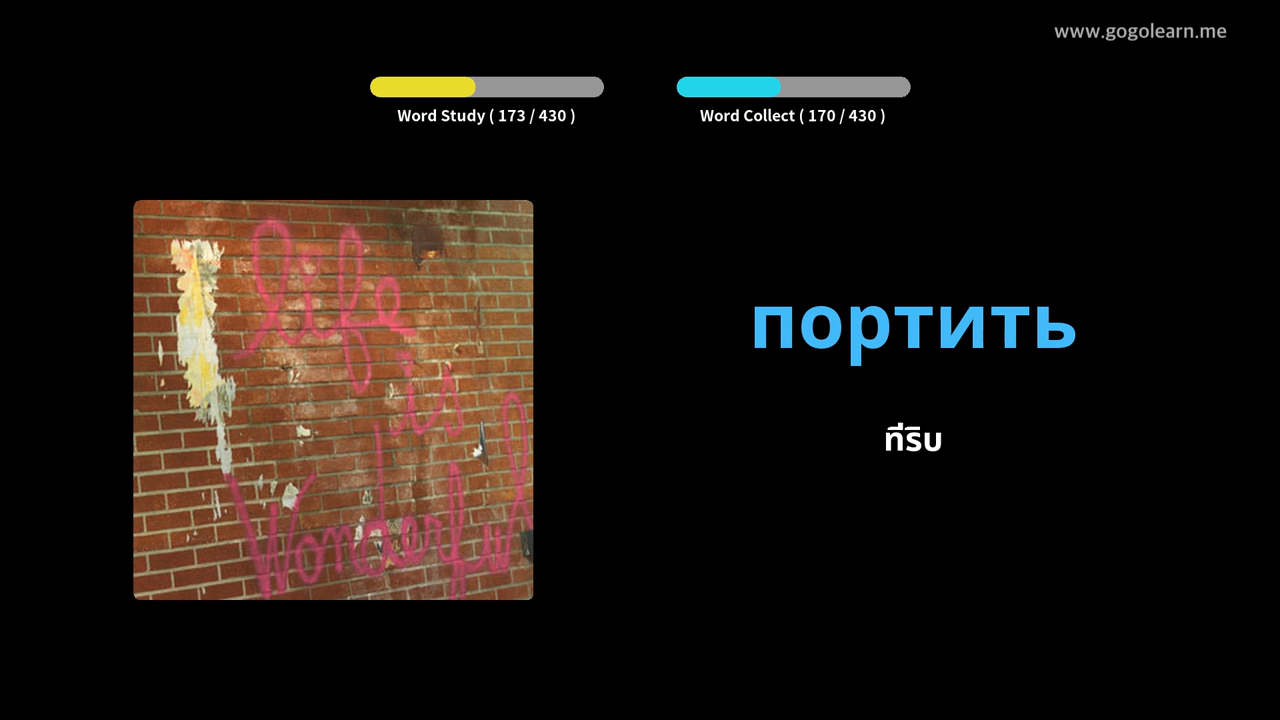 www.gogolearn.me
Word Study ( 173 / 430 )
Word Collect ( 170 / 430 )
life
is
Wonderful
портить
ทีริบ